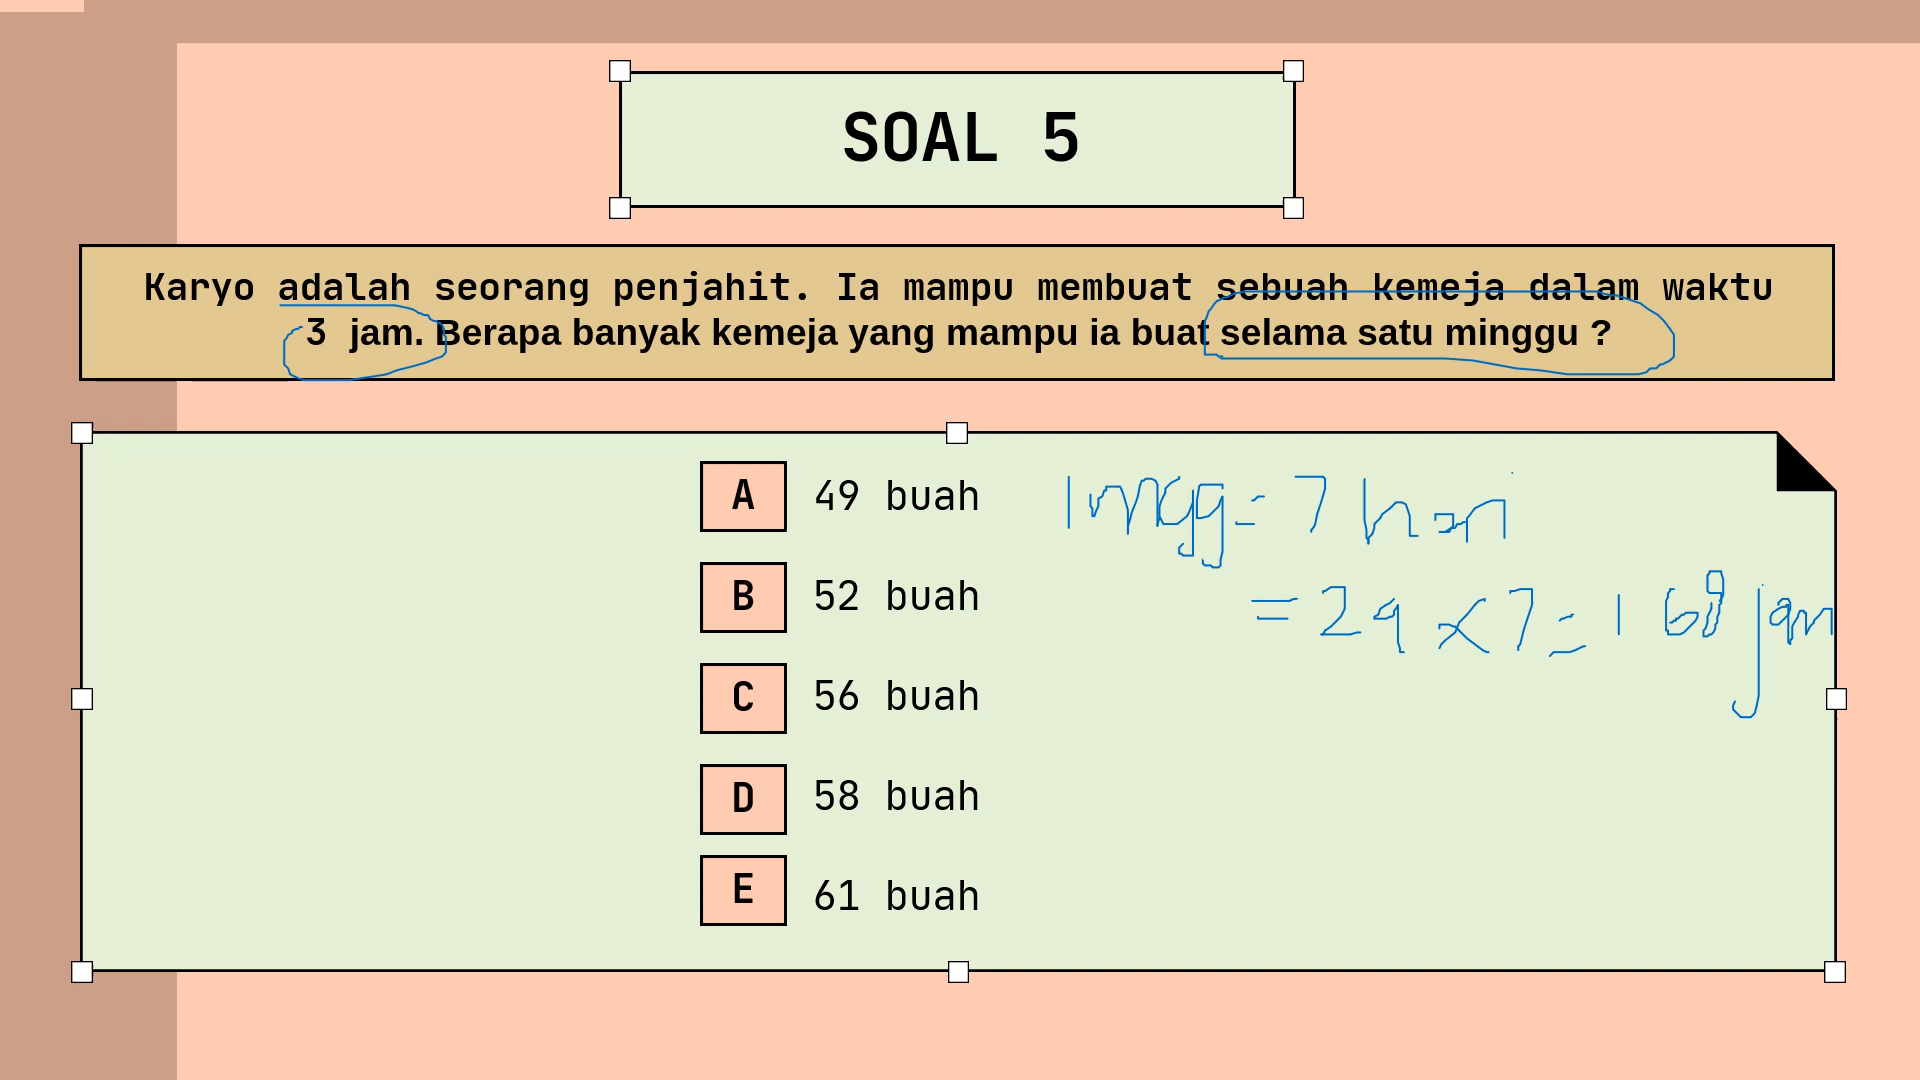 SOAL 5
Karyo adalah seorang penjahit. Ia mampu membuat sebuah kemeja dalam waktu
3 jam. Berapa banyak kemeja yang mampu ia buat selama satu minggu ?
A 49 buah
1 mgg = 7 hari
B 52 buah
= 24 x 7 = 168 jam
C 56 buah
D 58 buah
E 61 buah